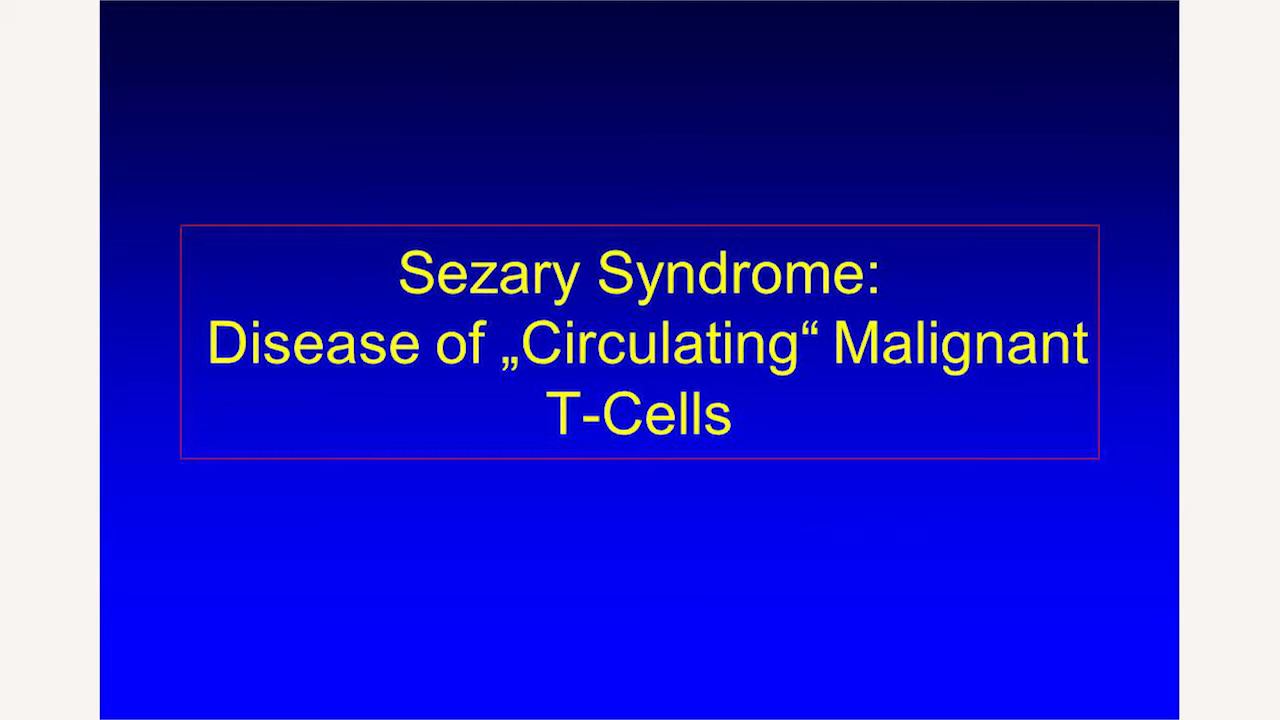 Sezary Syndrome:
Disease of „Circulating“ Malignant
T-Cells